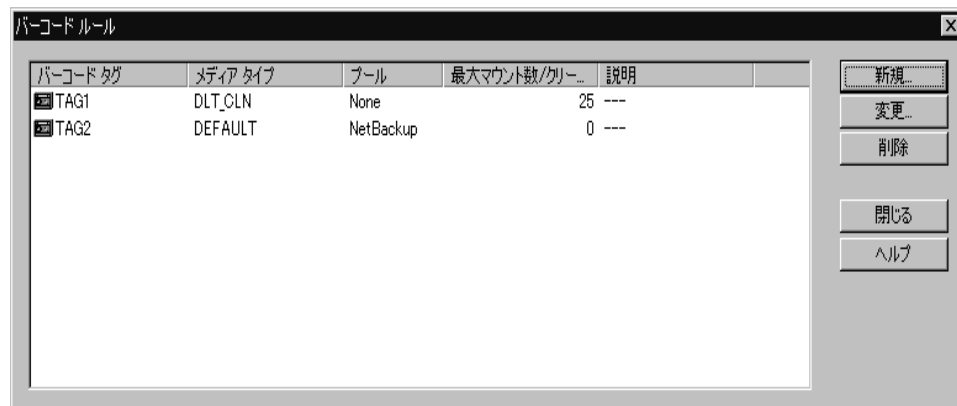 バーコード ルール
バーコード タグ メディア タイプ プール 最大マウント数/クリー... 説明
TAG1 DLT_CLN None 25 ---
TAG2 DEFAULT NetBackup 0 ---
新規...
変更...
削除
閉じる
ヘルプ